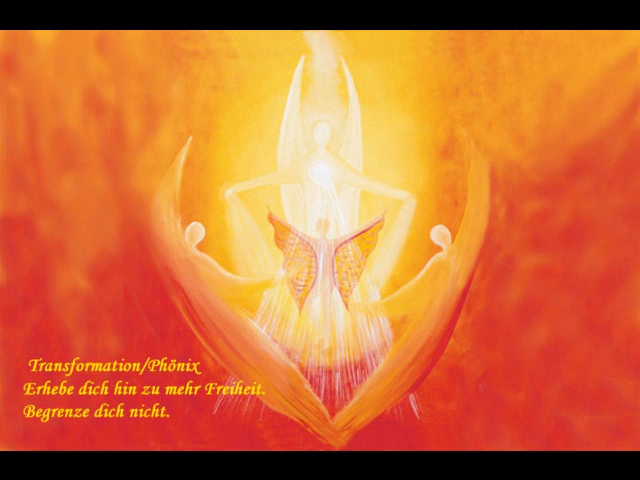 Transformation/Phönix
Erhebe dich hin zu mehr Freiheit.
Begrenze dich nicht.